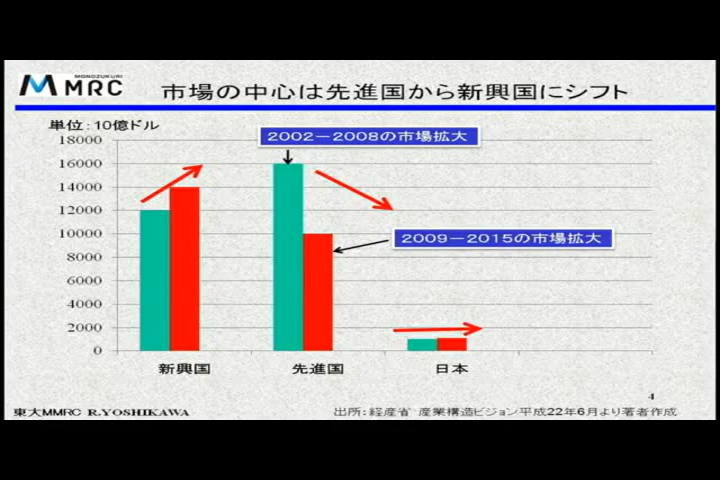 MONOZUKURI
MMRC
市場の中心は先進国から新興国にシフト
単位：10億ドル
18000
16000
14000
12000
10000
8000
6000
4000
2000
0
2002－2008の市場拡大
2009－2015の市場拡大
新興国
先進国
日本
4
東大MMRC R.YOSHIKAWA
出所：経産省 産業構造ビジョン平成22年6月より著者作成